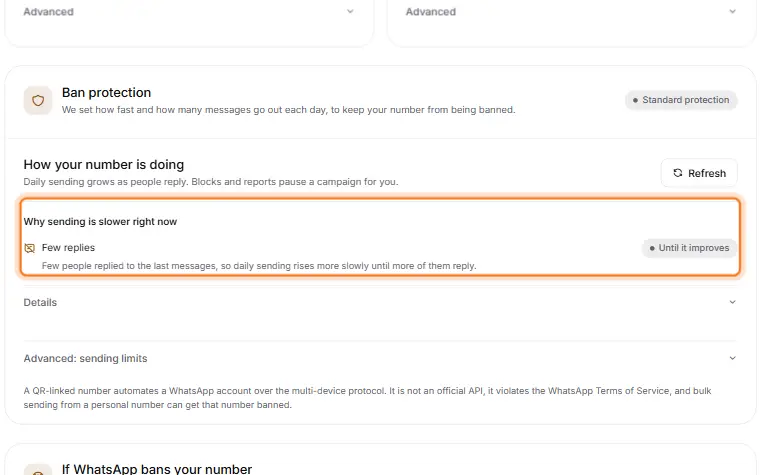 Advanced
Advanced
Ban protection
We set how fast and how many messages go out each day, to keep your number from being banned.
Standard protection
How your number is doing
Daily sending grows as people reply. Blocks and reports pause a campaign for you.
Refresh
Why sending is slower right now
Few replies
Until it improves
Few people replied to the last messages, so daily sending rises more slowly until more of them reply.
Details
Advanced: sending limits
A QR-linked number automates a WhatsApp account over the multi-device protocol. It is not an official API, it violates the WhatsApp Terms of Service, and bulk
sending from a personal number can get that number banned.
If WhatsApp bans your number